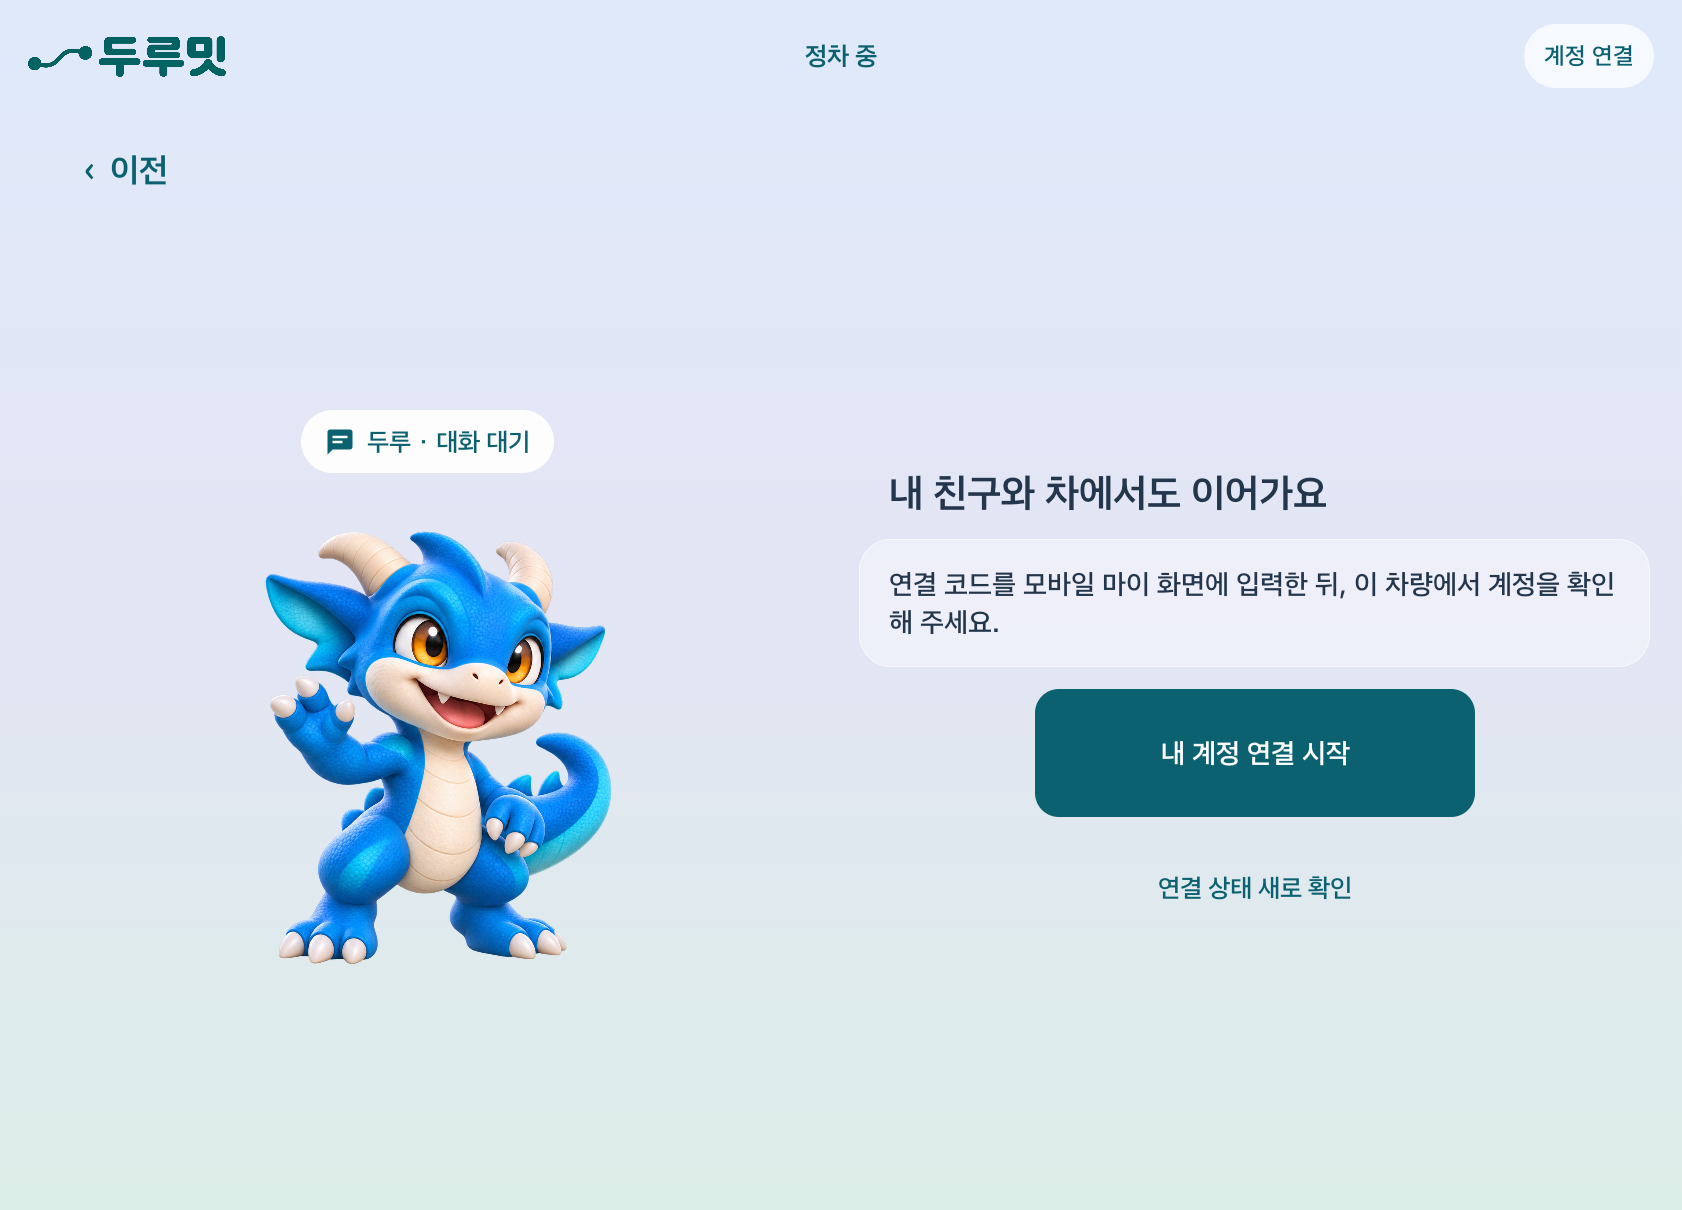 두루밋
정차 중
계정 연결
‹ 이전
두루 · 대화 대기
내 친구와 차에서도 이어가요
연결 코드를 모바일 마이 화면에 입력한 뒤, 이 차량에서 계정을 확인
해 주세요.
내 계정 연결 시작
연결 상태 새로 확인